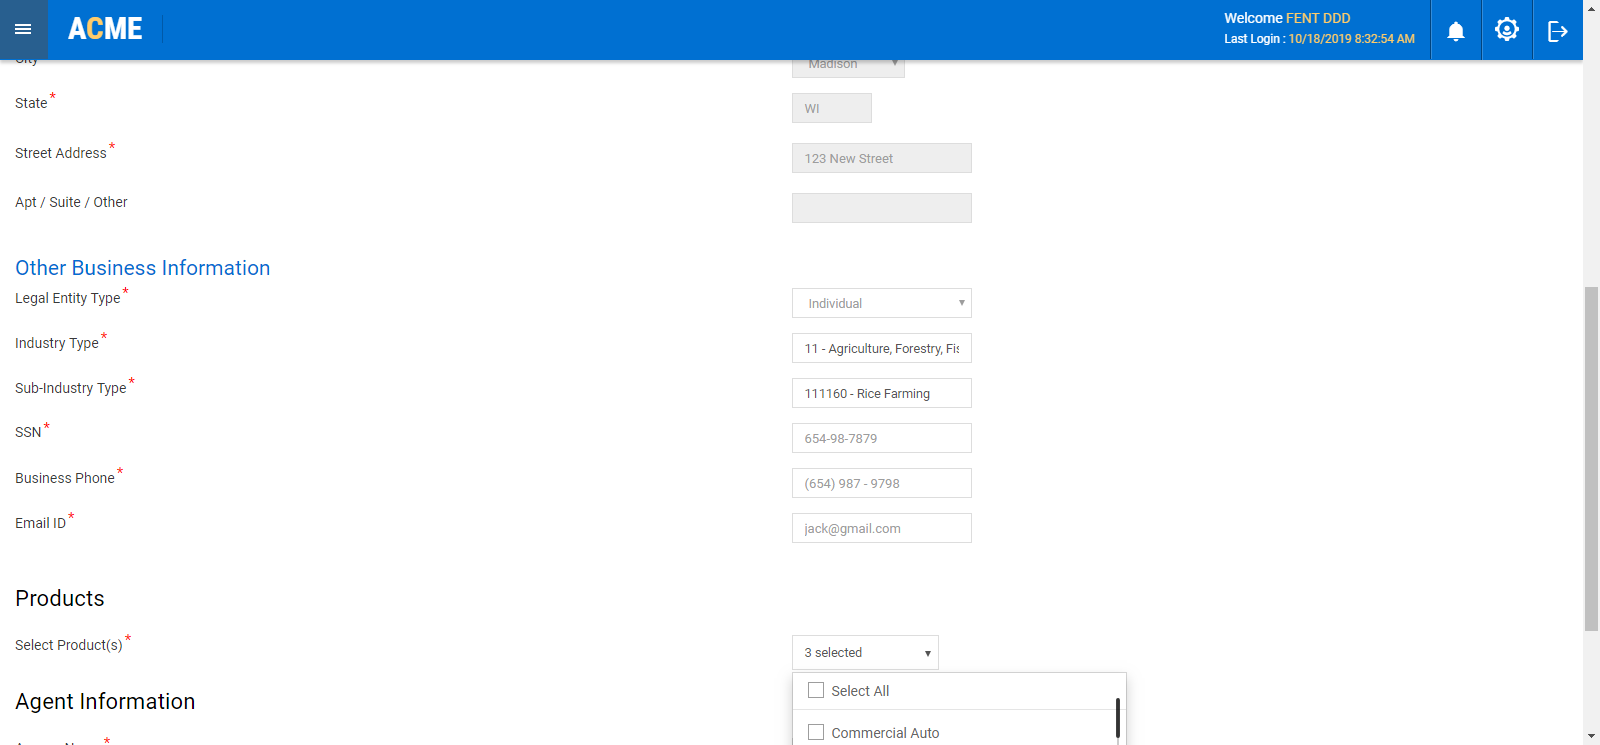 ACME
Welcome FENT DDD
Last Login : 10/18/2019 8:32:54 AM
City
Madison
State*
WI
Street Address*
123 New Street
Apt / Suite / Other
Other Business Information
Legal Entity Type*
Individual
Industry Type*
11 - Agriculture, Forestry, Fis
Sub-Industry Type*
111160 - Rice Farming
SSN*
654-98-7879
Business Phone*
(654) 987 - 9798
Email ID*
jack@gmail.com
Products
Select Product(s)*
3 selected
Select All
Agent Information
Commercial Auto